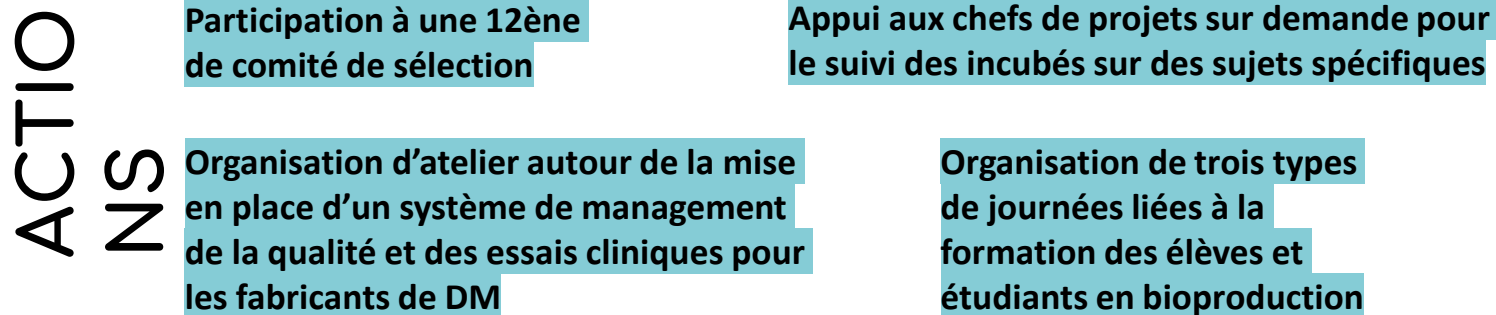 ACTIO
NS
Participation à une 12ène
de comité de sélection
Appui aux chefs de projets sur demande pour
le suivi des incubés sur des sujets spécifiques
Organisation d’atelier autour de la mise
en place d’un système de management
de la qualité et des essais cliniques pour
les fabricants de DM
Organisation de trois types
de journées liées à la
formation des élèves et
étudiants en bioproduction